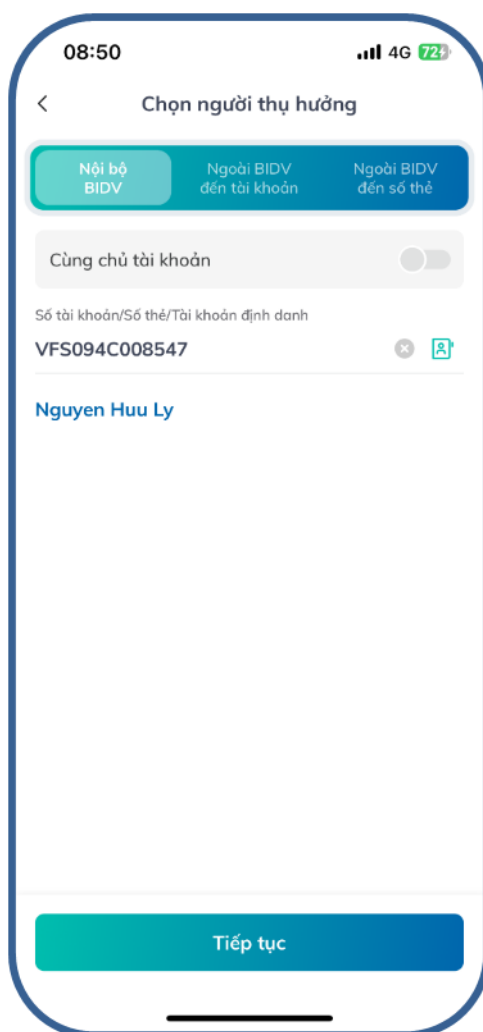 08:50 4G 72
Chọn người thụ hưởng
Nội bộ
BIDV
Ngoài BIDV
đến tài khoản
Ngoài BIDV
đến số thẻ
Cùng chủ tài khoản
Số tài khoản/Số thẻ/Tài khoản định danh
VFS094C008547
Nguyen Huu Ly
Tiếp tục